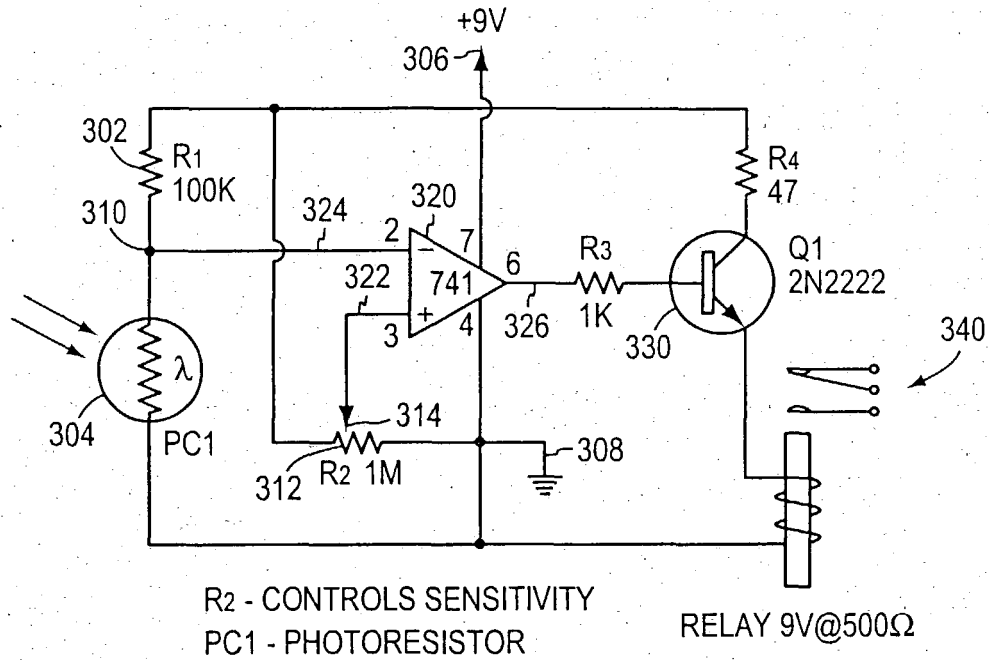 +9V
306
302
R1
100K
R4
47
310
324
320
2
−
7
Q1
2N2222
322
741
6
R3
+
326
1K
3
4
330
340
λ
314
304
PC1
308
312
R2 1M
R2 - CONTROLS SENSITIVITY
PC1 - PHOTORESISTOR
RELAY 9V@500Ω